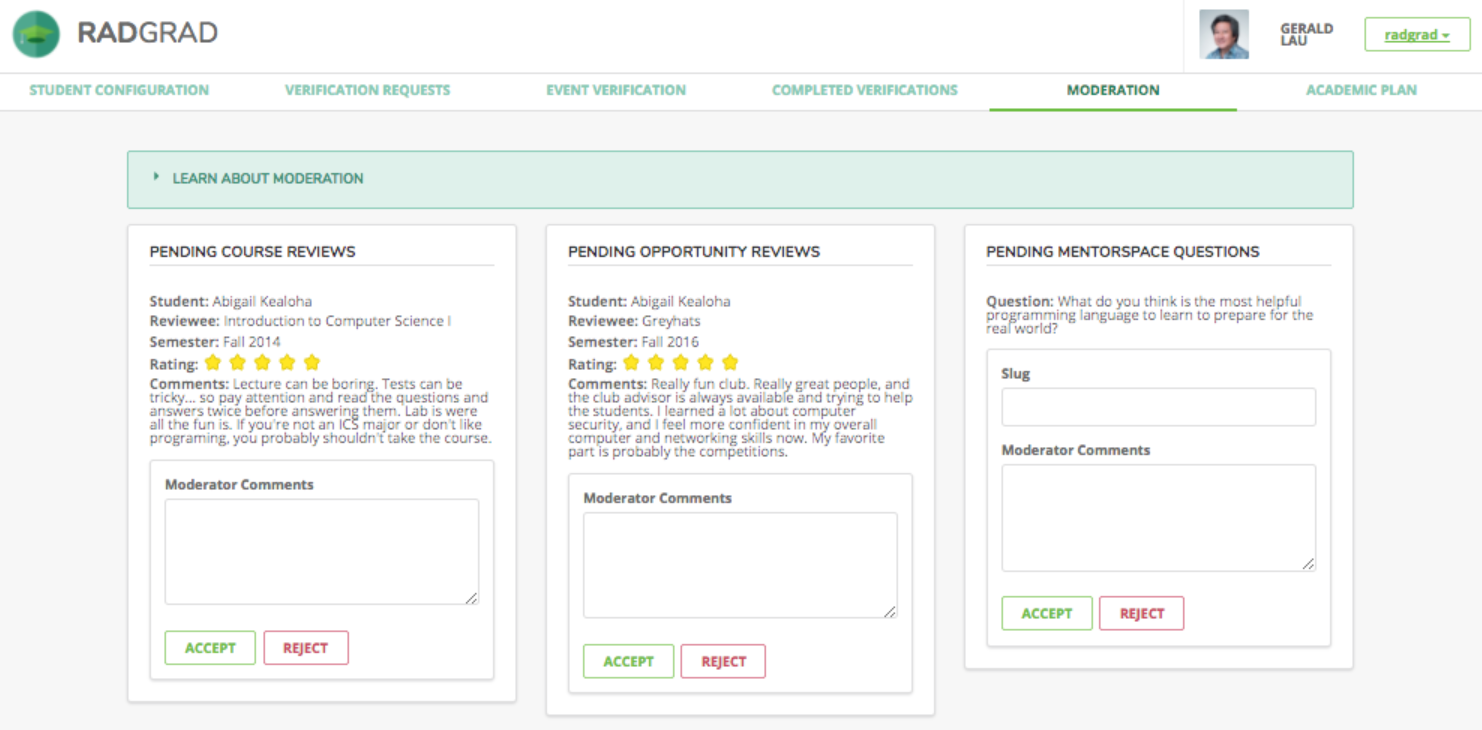 RADGRAD
GERALD
LAU
radgrad
STUDENT CONFIGURATION
VERIFICATION REQUESTS
EVENT VERIFICATION
COMPLETED VERIFICATIONS
MODERATION
ACADEMIC PLAN
LEARN ABOUT MODERATION
PENDING COURSE REVIEWS
Student: Abigail Kealoha
Reviewee: Introduction to Computer Science I
Semester: Fall 2014
Rating:
Comments: Lecture can be boring. Tests can be
tricky... so pay attention and read the questions and
answers twice before answering them. Lab is were
all the fun is. If you're not an ICS major or don't like
programing, you probably shouldn't take the course.
Moderator Comments
ACCEPT
REJECT
PENDING OPPORTUNITY REVIEWS
Student: Abigail Kealoha
Reviewee: Greyhats
Semester: Fall 2016
Rating:
Comments: Really fun club. Really great people, and
the club advisor is always available and trying to help
the students. I learned a lot about computer
security, and I feel more confident in my overall
computer and networking skills now. My favorite
part is probably the competitions.
Moderator Comments
ACCEPT
REJECT
PENDING MENTORSPACE QUESTIONS
Question: What do you think is the most helpful
programming language to learn to prepare for the
real world?
Slug
Moderator Comments
ACCEPT
REJECT